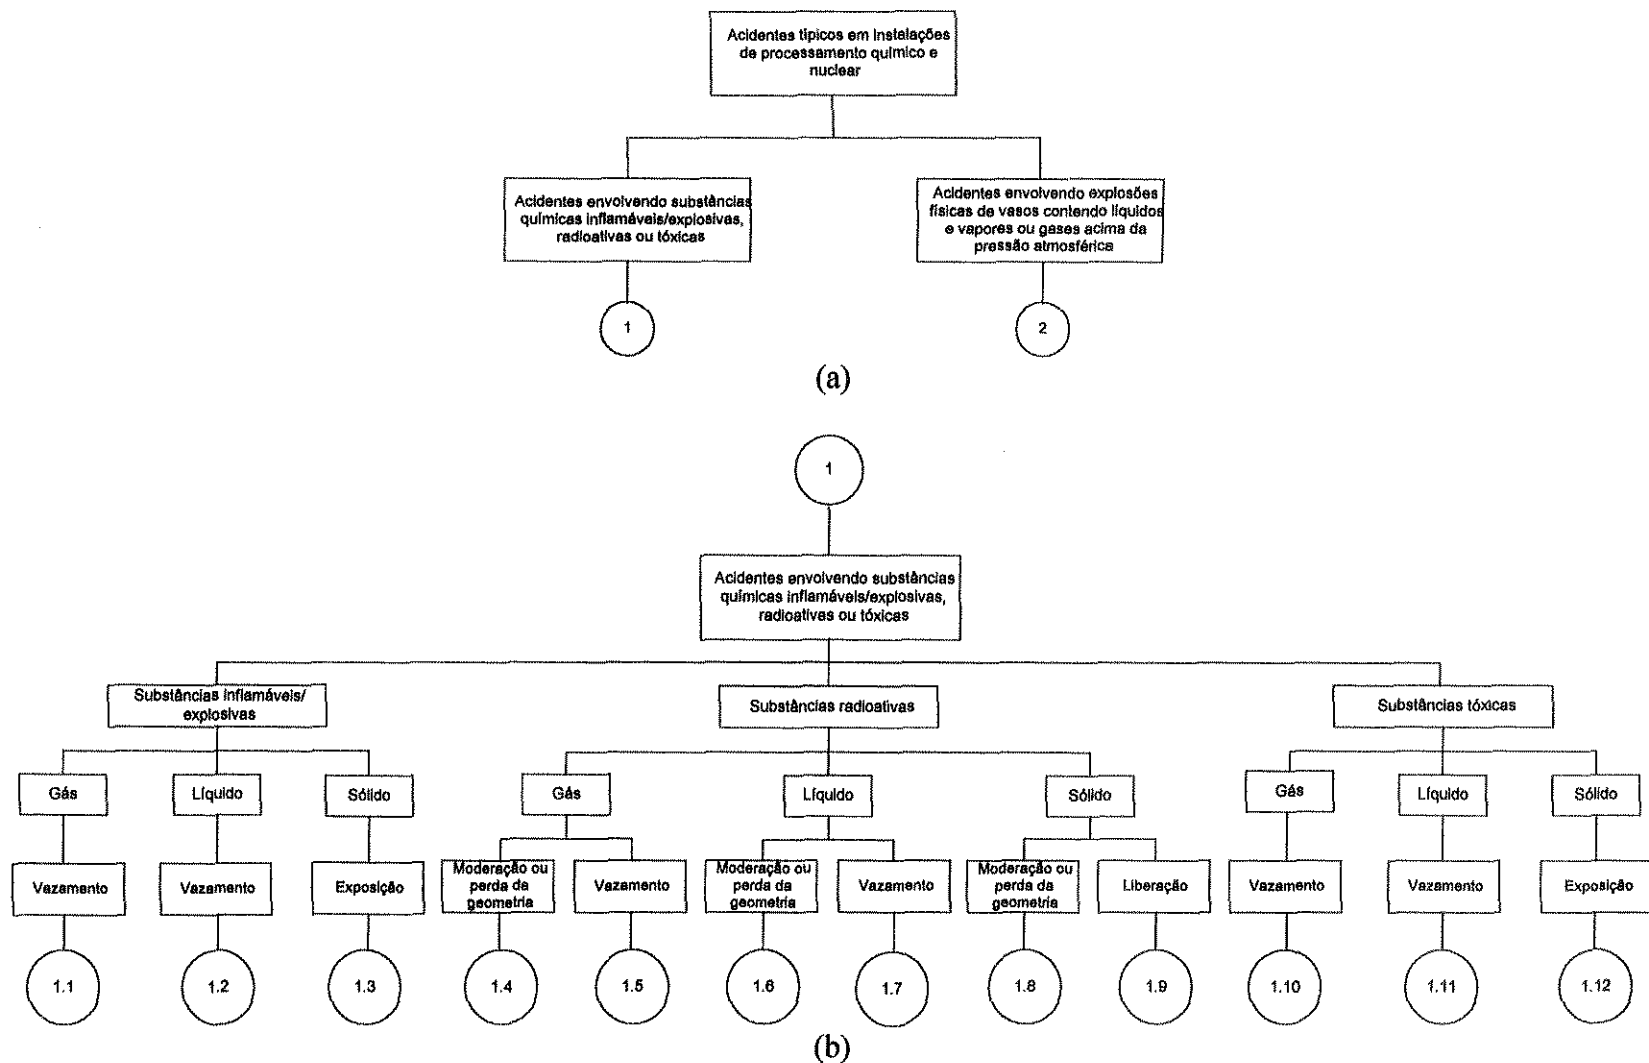 Acidentes típicos em instalações
de processamento químico e
nuclear
Acidentes envolvendo substâncias
químicas inflamáveis/explosivas,
radioativas ou tóxicas
Acidentes envolvendo explosões
físicas de vasos contendo líquidos
e vapores ou gases acima da
pressão atmosférica
1
2
(a)
1
Acidentes envolvendo substâncias
químicas inflamáveis/explosivas,
radioativas ou tóxicas
Substâncias inflamáveis/
explosivas
Substâncias radioativas
Substâncias tóxicas
Gás
Líquido
Sólido
Gás
Líquido
Sólido
Gás
Líquido
Sólido
Vazamento
Vazamento
Exposição
Moderação ou
perda da
geometria
Vazamento
Moderação ou
perda da
geometria
Vazamento
Moderação ou
perda da
geometria
Liberação
Vazamento
Vazamento
Exposição
1.1
1.2
1.3
1.4
1.5
1.6
1.7
1.8
1.9
1.10
1.11
1.12
(b)